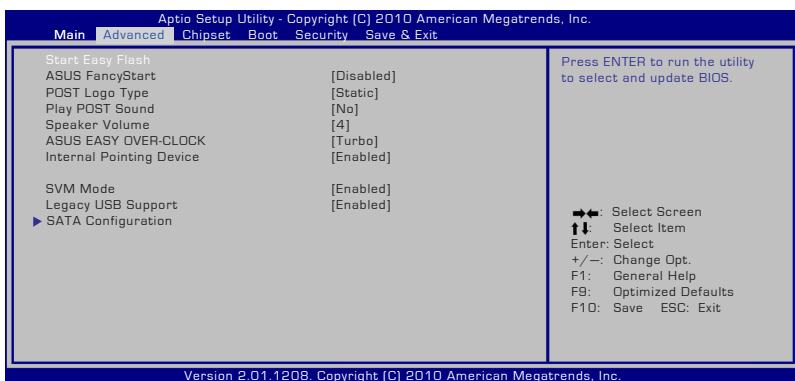 Aptio Setup Utility - Copyright (C) 2010 American Megatrends, Inc.
Main Advanced Chipset Boot Security Save & Exit
Start Easy Flash
ASUS FancyStart [Disabled]
POST Logo Type [Static]
Play POST Sound [No]
Speaker Volume [4]
ASUS EASY OVER-CLOCK [Turbo]
Internal Pointing Device [Enabled]
SVM Mode [Enabled]
Legacy USB Support [Enabled]
SATA Configuration
Press ENTER to run the utility
to select and update BIOS.
→←: Select Screen
↑↓: Select Item
Enter: Select
+/—: Change Opt.
F1: General Help
F9: Optimized Defaults
F10: Save ESC: Exit
Version 2.01.1208. Copyright (C) 2010 American Megatrends, Inc.